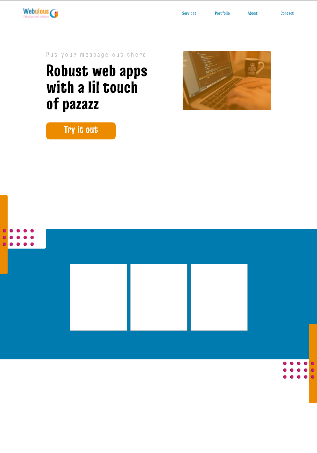 Webulous
Services Portfolio About Contact
Put your message out there
Robust web apps
with a lil touch
of pazazz
Try it out